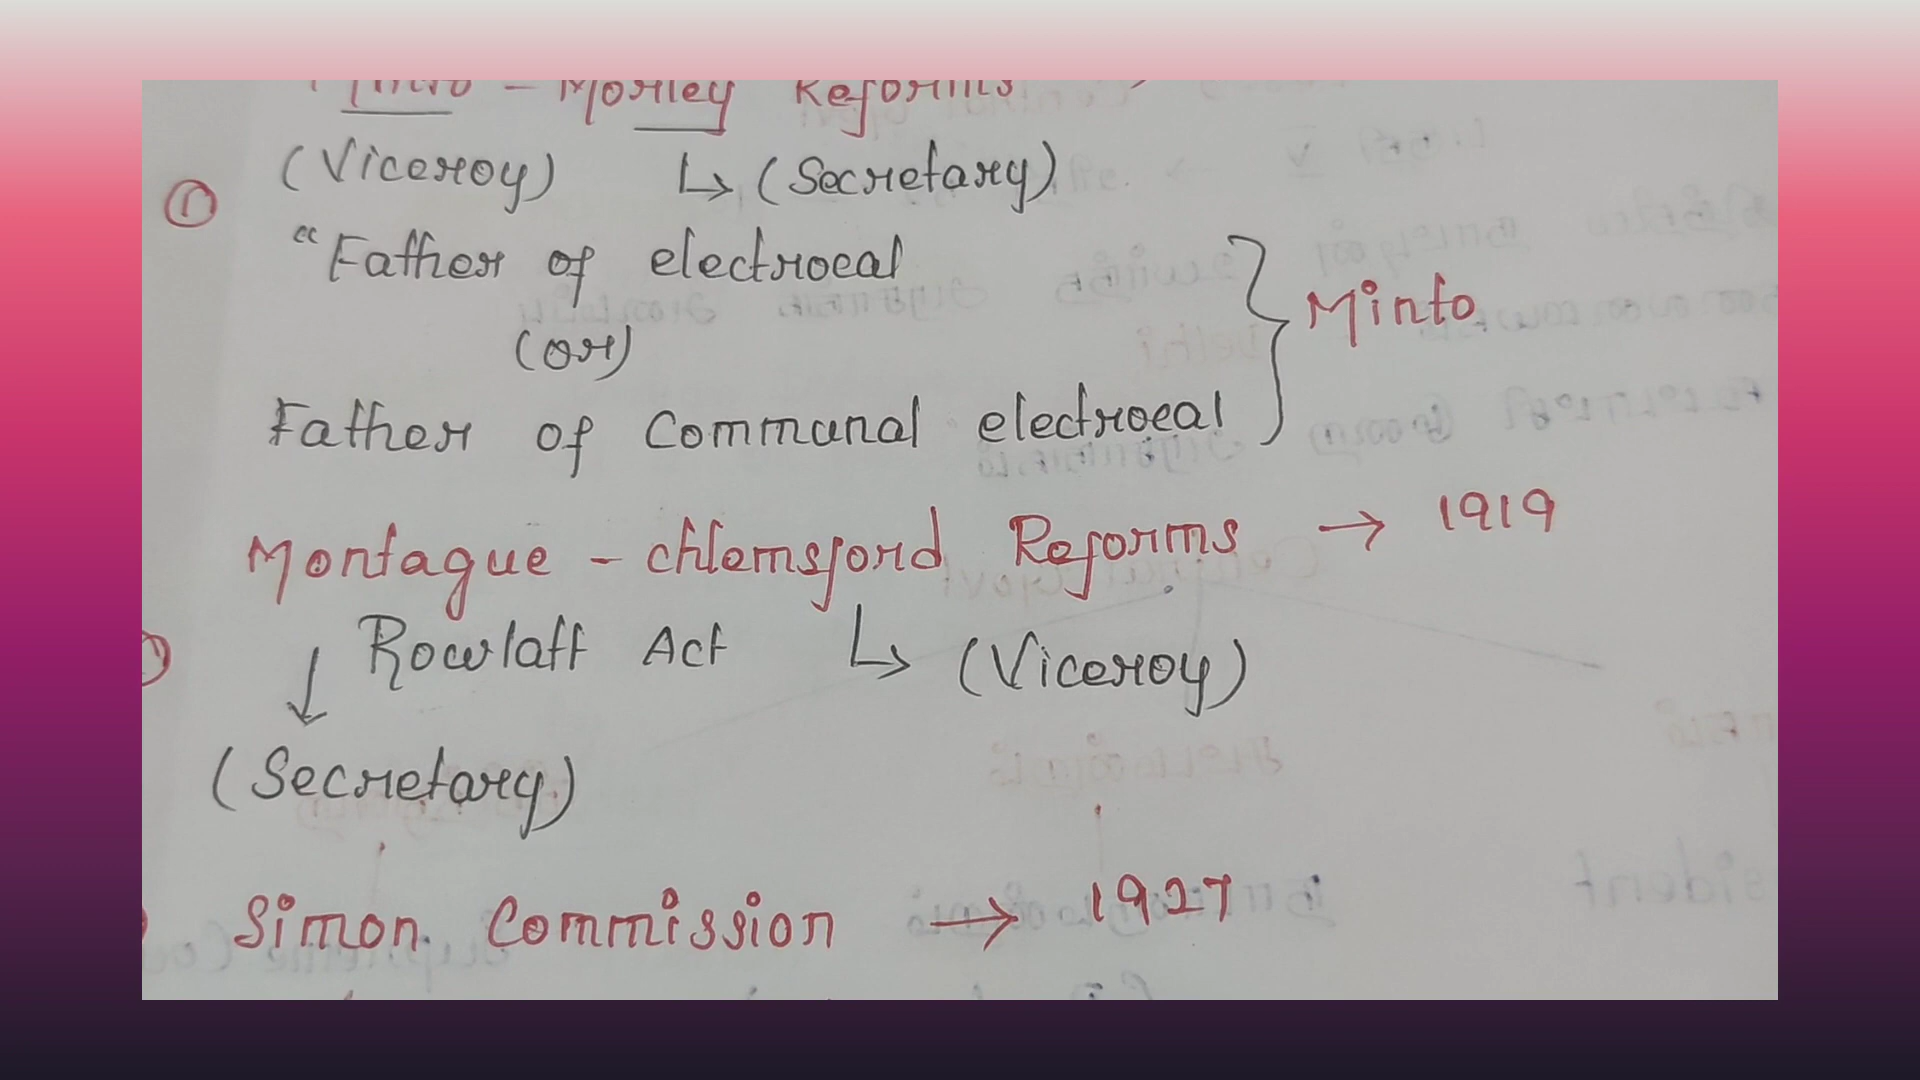 Minto - Morley Reforms
(Viceroy) ↳ (Secretary)
"Father of electroeal
(or)
Father of Communal electroeal } Minto
Montague - chlemsford Reforms → 1919
↓ Rowlatt Act ↳ (Viceroy)
(Secretary)
Simon Commission → 1927